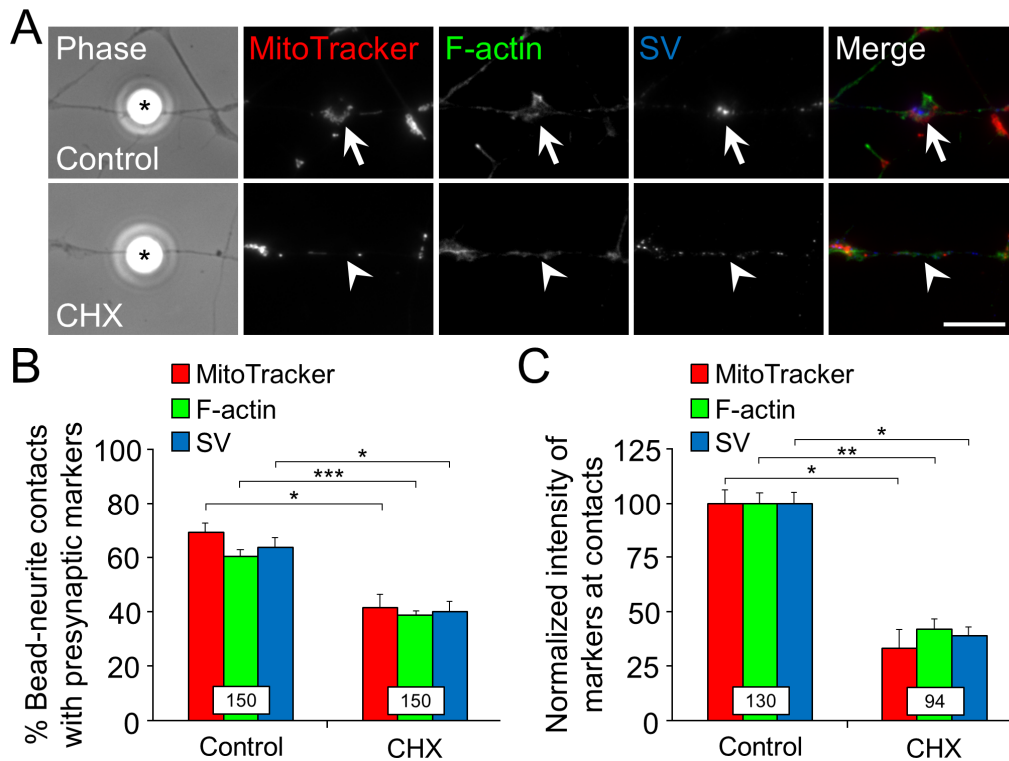 A
Phase MitoTracker F-actin SV Merge
*
Control
*
CHX
B
MitoTracker
F-actin
SV
% Bead-neurite contacts
with presynaptic markers
100
80
60
40
20
0
*
***
*
150 150
Control CHX
C
MitoTracker
F-actin
SV
Normalized intensity of
markers at contacts
125
100
75
50
25
0
*
**
*
130 94
Control CHX